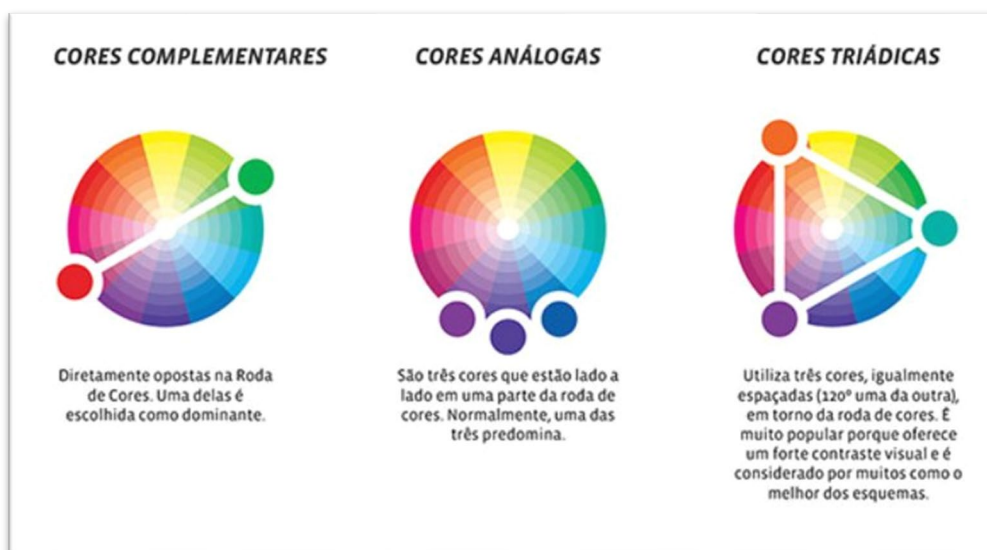 CORES COMPLEMENTARES
Diretamente opostas na Roda
de Cores. Uma delas é
escolhida como dominante.
CORES ANÁLOGAS
São três cores que estão lado a
lado em uma parte da roda de
cores. Normalmente, uma das
três predomina.
CORES TRIÁDICAS
Utiliza três cores, igualmente
espaçadas (120º uma da outra),
em torno da roda de cores. É
muito popular porque oferece
um forte contraste visual e é
considerado por muitos como o
melhor dos esquemas.